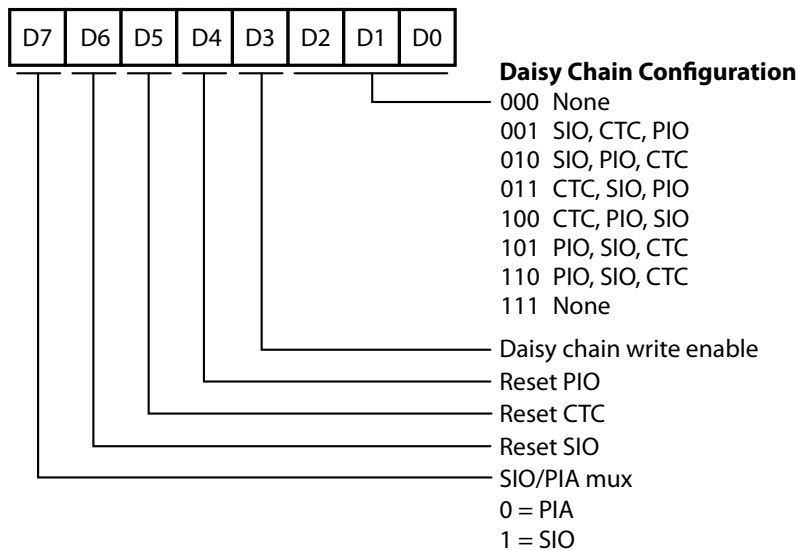 D7 D6 D5 D4 D3 D2 D1 D0
Daisy Chain Configuration
000 None
001 SIO, CTC, PIO
010 SIO, PIO, CTC
011 CTC, SIO, PIO
100 CTC, PIO, SIO
101 PIO, SIO, CTC
110 PIO, SIO, CTC
111 None
Daisy chain write enable
Reset PIO
Reset CTC
Reset SIO
SIO/PIA mux
0 = PIA
1 = SIO